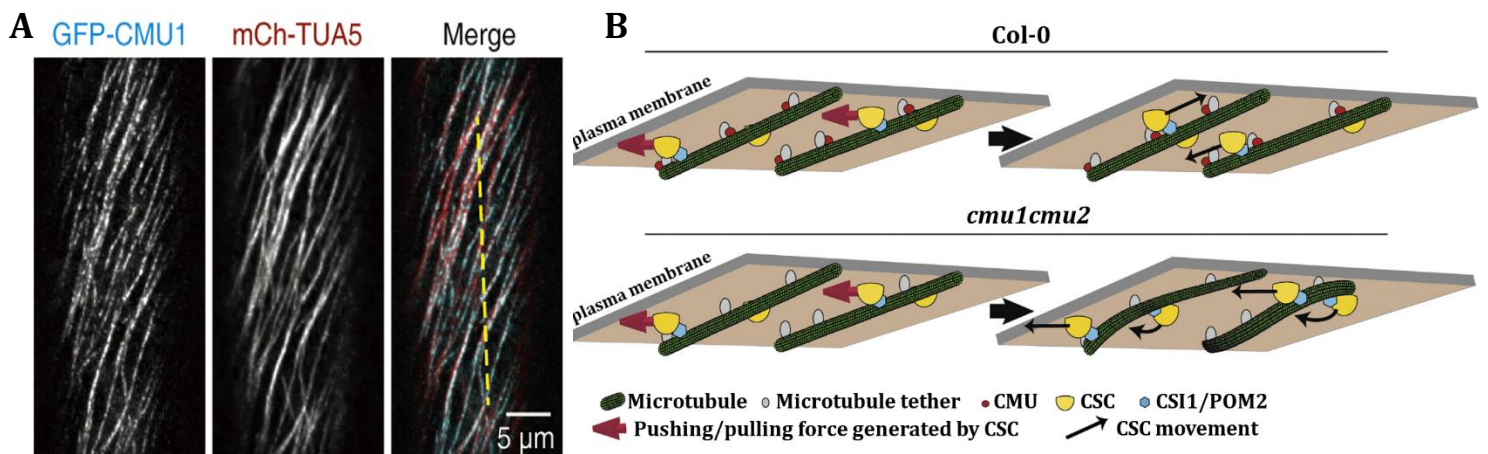 A
GFP-CMU1
mCh-TUA5
Merge
5 µm
B
Col-0
plasma membrane
cmu1cmu2
plasma membrane
Microtubule
Microtubule tether
CMU
CSC
CSI1/POM2
Pushing/pulling force generated by CSC
CSC movement